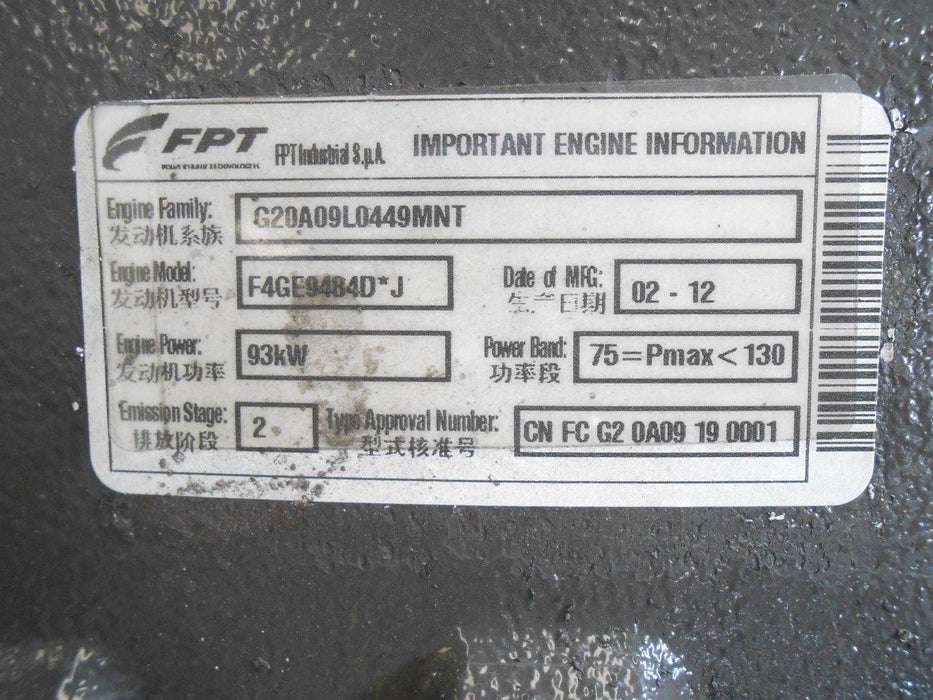 FPT
POWERTRAIN TECHNOLOGIES
FPT Industrial S.p.A.
IMPORTANT ENGINE INFORMATION
Engine Family: G20A09L0449MNT
发动机系族
Engine Model: F4GE9484D*J Date of MFG: 02 - 12
发动机型号 生产日期
Engine Power: 93kW Power Band: 75=Pmax<130
发动机功率 功率段
Emission Stage: 2 Type Approval Number: CN FC G2 0A09 19 0001
排放阶段 型式核准号